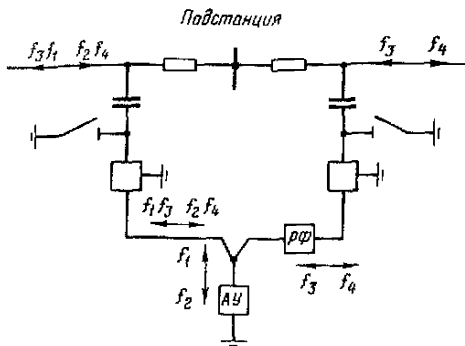 Подстанция
f₃ f₁ f₂ f₄
f₃ f₄
f₁ f₃ f₂ f₄
f₁
РФ
f₂
f₃ f₄
АУ